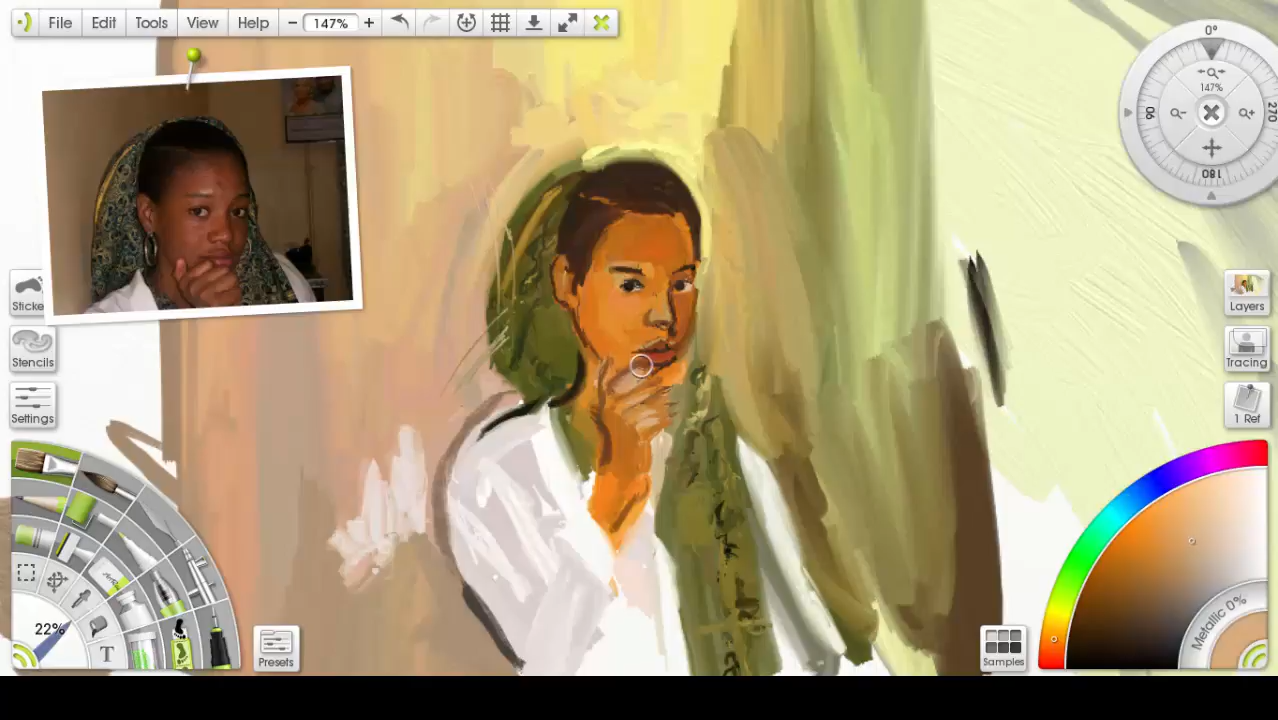 File Edit Tools View Help − 147% +
0°
147%
90
270
180
Sticke
Stencils
Settings
Layers
Tracing
1 Ref
22%
T
Presets
Samples
Metallic 0%